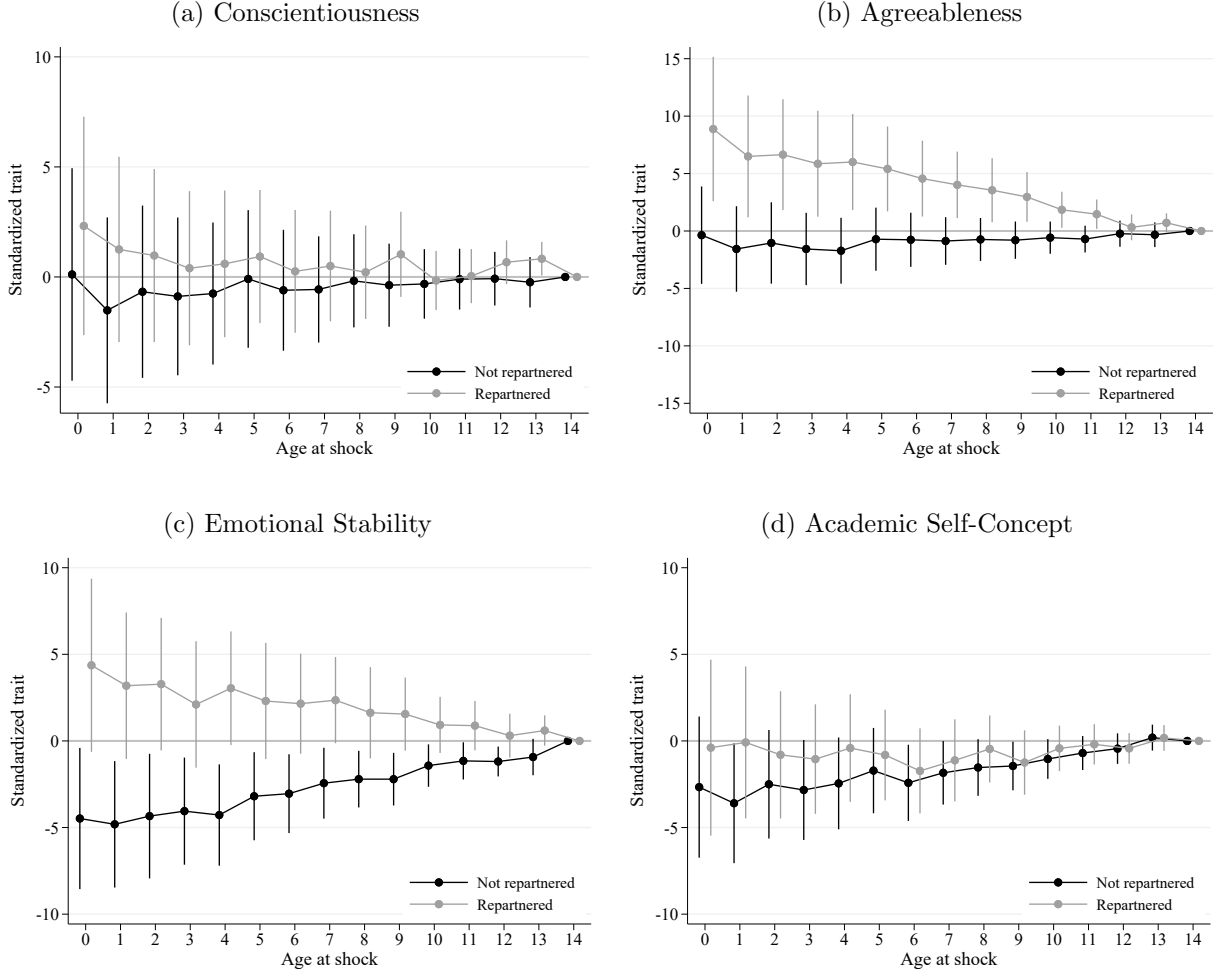 (a) Conscientiousness
10
5
0
-5
Standardized trait
Not repartnered
Repartnered
0 1 2 3 4 5 6 7 8 9 10 11 12 13 14
Age at shock
(b) Agreeableness
15
10
5
0
-5
-10
-15
Standardized trait
Not repartnered
Repartnered
0 1 2 3 4 5 6 7 8 9 10 11 12 13 14
Age at shock
(c) Emotional Stability
10
5
0
-5
-10
Standardized trait
Not repartnered
Repartnered
0 1 2 3 4 5 6 7 8 9 10 11 12 13 14
Age at shock
(d) Academic Self-Concept
10
5
0
-5
-10
Standardized trait
Not repartnered
Repartnered
0 1 2 3 4 5 6 7 8 9 10 11 12 13 14
Age at shock